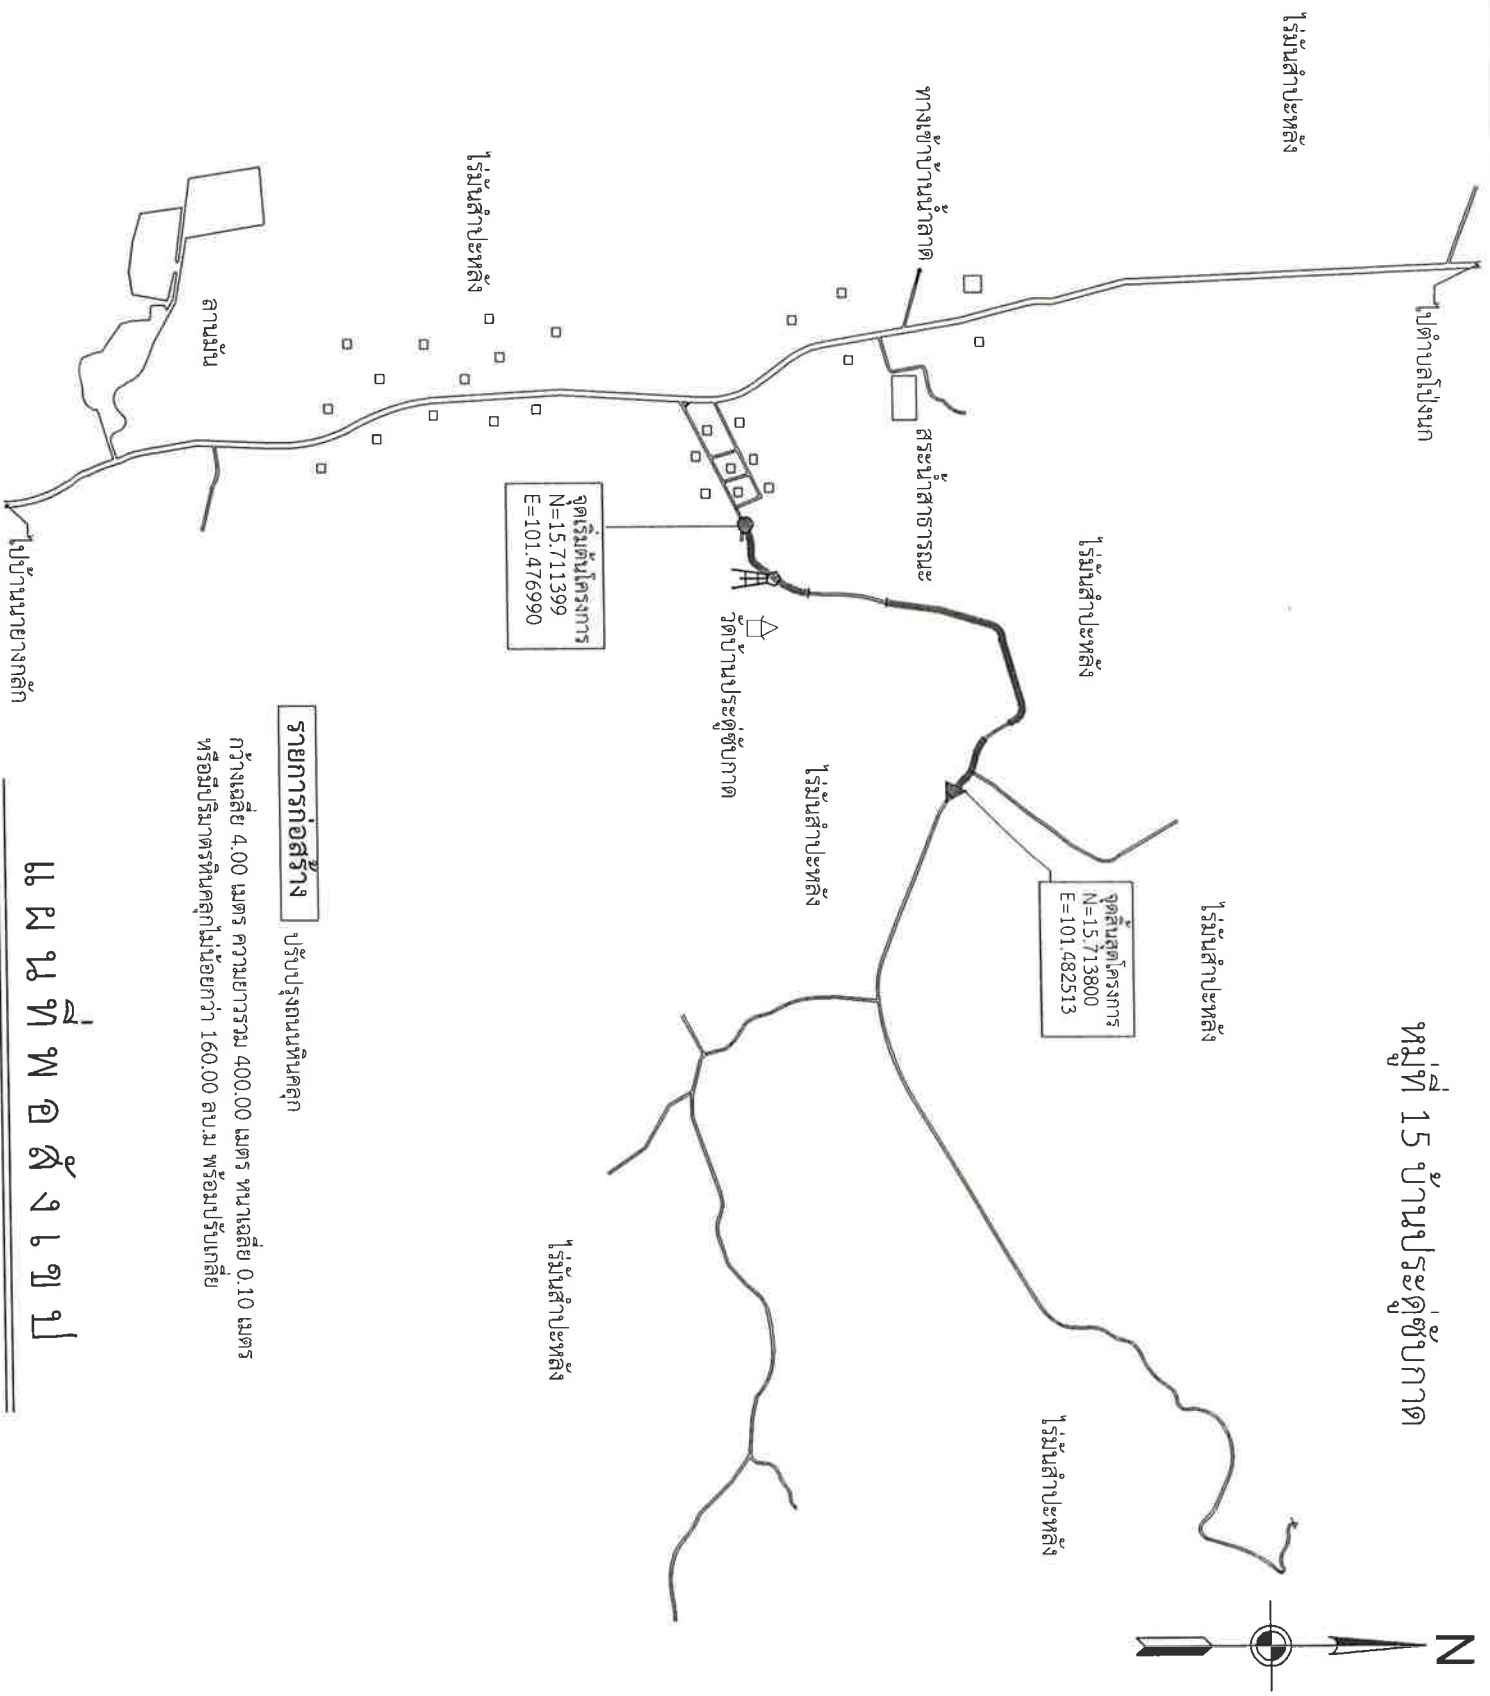 หมู่ที่ 15 บ้านประดู่ซับกาด
N
ไปตำบลโป่งนก
ไร่มันสำปะหลัง
ไร่มันสำปะหลัง
จุดสิ้นสุดโครงการ
N=15.713800
E=101.482513
ไร่มันสำปะหลัง
ไร่มันสำปะหลัง
ทางเข้าบ้านน้ำลาด
สระน้ำสาธารณะ
ไร่มันสำปะหลัง
วัดบ้านประดู่ซับกาด
จุดเริ่มต้นโครงการ
N=15.711399
E=101.476990
ไร่มันสำปะหลัง
ไร่มันสำปะหลัง
ลานมัน
ไปบ้านนายางกลัก
รายการก่อสร้าง
ปรับปรุงถนนหินคลุก
กว้างเฉลี่ย 4.00 เมตร ความยาวรวม 400.00 เมตร หนาเฉลี่ย 0.10 เมตร
หรือมีปริมาตรหินคลุกไม่น้อยกว่า 160.00 ลบ.ม พร้อมปรับเกลี่ย
แผนที่พอสังเขป